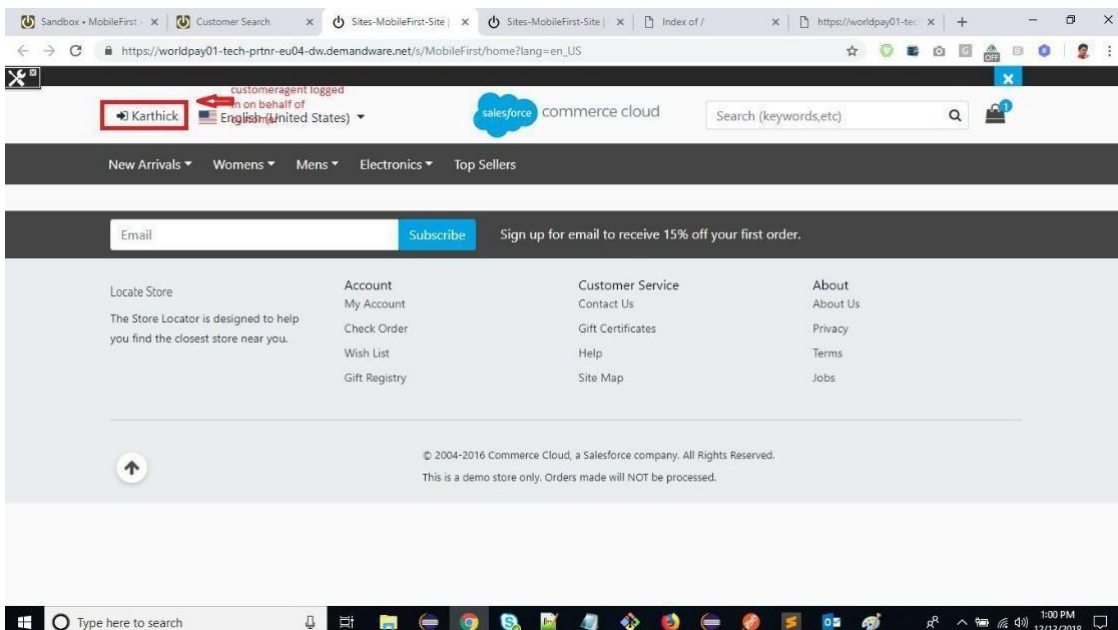 Sandbox • MobileFirst - Customer Search Sites-MobileFirst-Site | Sites-MobileFirst-Site | Index of / https://worldpay01-tec
https://worldpay01-tech-prtnr-eu04-dw.demandware.net/s/MobileFirst/home?lang=en_US
OFF
customeragent logged
in on behalf of
Karthick English (United States) salesforce commerce cloud Search (keywords,etc) 1
New Arrivals Womens Mens Electronics Top Sellers
Email Subscribe Sign up for email to receive 15% off your first order.
Locate Store
The Store Locator is designed to help
you find the closest store near you.
Account
My Account
Check Order
Wish List
Gift Registry
Customer Service
Contact Us
Gift Certificates
Help
Site Map
About
About Us
Privacy
Terms
Jobs
© 2004-2016 Commerce Cloud, a Salesforce company. All Rights Reserved.
This is a demo store only. Orders made will NOT be processed.
Type here to search
1:00 PM